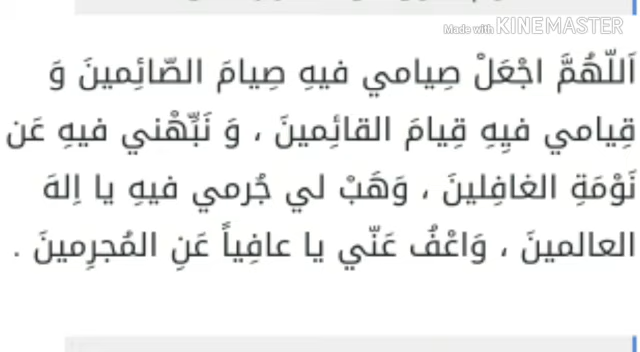 Made with KINEMASTER
اَللّهُمَّ اجْعَلْ صِيامي فيهِ صِيامَ الصّائِمينَ وَ
قِيامي فيِهِ قِيامَ القائِمينَ ، وَ نَبِّهْني فيهِ عَن
نَوْمَةِ الغافِلينَ ، وَهَبْ لي جُرمي فيهِ يا اِلهَ
العالمينَ ، وَاعْفُ عَنّي يا عافِياً عَنِ المُجرِمينَ .